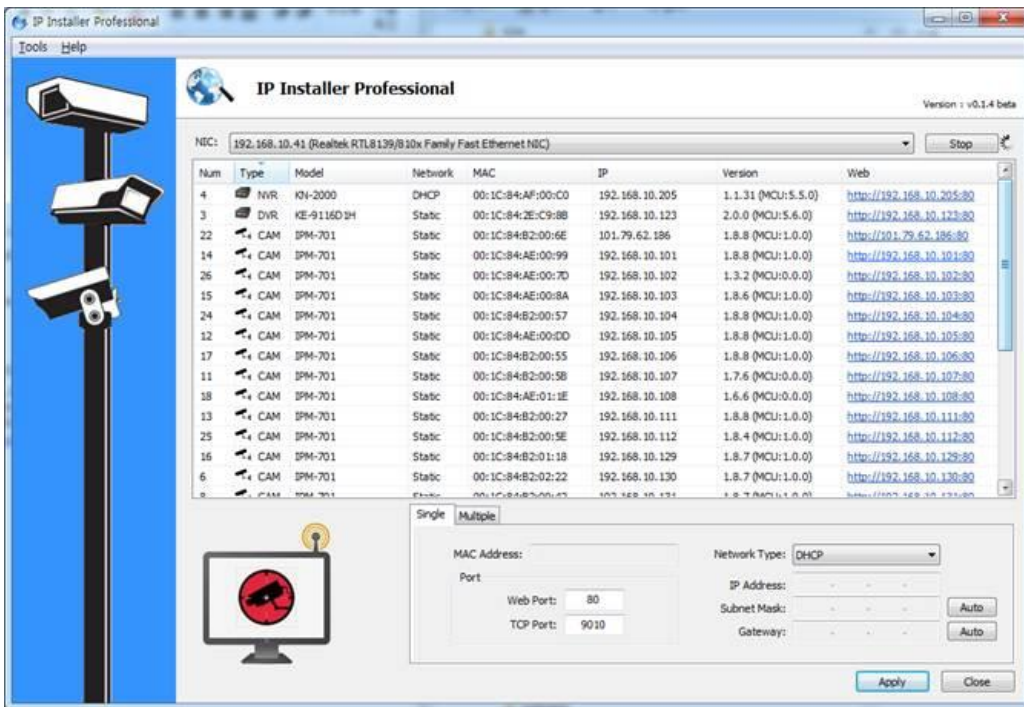 IP Installer Professional
Tools Help
IP Installer Professional
Version : v0.1.4 beta
NIC: 192.168.10.41 (Realtek RTL8139/810x Family Fast Ethernet NIC) Stop
Num Type Model Network MAC IP Version Web
4 NVR KN-2000 DHCP 00:1C:84:AF:00:C0 192.168.10.205 1.1.31 (MCU:5.5.0) http://192.168.10.205:80
3 DVR KE-9116D1H Static 00:1C:84:2E:C9:8B 192.168.10.123 2.0.0 (MCU:5.6.0) http://192.168.10.123:80
22 CAM IPM-701 Static 00:1C:84:B2:00:6E 101.79.62.186 1.8.8 (MCU:1.0.0) http://101.79.62.186:80
14 CAM IPM-701 Static 00:1C:84:AE:00:99 192.168.10.101 1.8.8 (MCU:1.0.0) http://192.168.10.101:80
26 CAM IPM-701 Static 00:1C:84:AE:00:7D 192.168.10.102 1.3.2 (MCU:0.0.0) http://192.168.10.102:80
15 CAM IPM-701 Static 00:1C:84:AE:00:8A 192.168.10.103 1.8.6 (MCU:1.0.0) http://192.168.10.103:80
24 CAM IPM-701 Static 00:1C:84:B2:00:57 192.168.10.104 1.8.8 (MCU:1.0.0) http://192.168.10.104:80
12 CAM IPM-701 Static 00:1C:84:AE:00:DD 192.168.10.105 1.8.8 (MCU:1.0.0) http://192.168.10.105:80
17 CAM IPM-701 Static 00:1C:84:B2:00:55 192.168.10.106 1.8.8 (MCU:1.0.0) http://192.168.10.106:80
11 CAM IPM-701 Static 00:1C:84:B2:00:5B 192.168.10.107 1.7.6 (MCU:0.0.0) http://192.168.10.107:80
18 CAM IPM-701 Static 00:1C:84:AE:01:1E 192.168.10.108 1.6.6 (MCU:0.0.0) http://192.168.10.108:80
13 CAM IPM-701 Static 00:1C:84:B2:00:27 192.168.10.111 1.8.8 (MCU:1.0.0) http://192.168.10.111:80
25 CAM IPM-701 Static 00:1C:84:B2:00:5E 192.168.10.112 1.8.4 (MCU:1.0.0) http://192.168.10.112:80
16 CAM IPM-701 Static 00:1C:84:B2:01:18 192.168.10.129 1.8.7 (MCU:1.0.0) http://192.168.10.129:80
6 CAM IPM-701 Static 00:1C:84:B2:02:22 192.168.10.130 1.8.7 (MCU:1.0.0) http://192.168.10.130:80
Single Multiple
MAC Address:
Port
Web Port: 80
TCP Port: 9010
Network Type: DHCP
IP Address:
Subnet Mask: Auto
Gateway: Auto
Apply Close